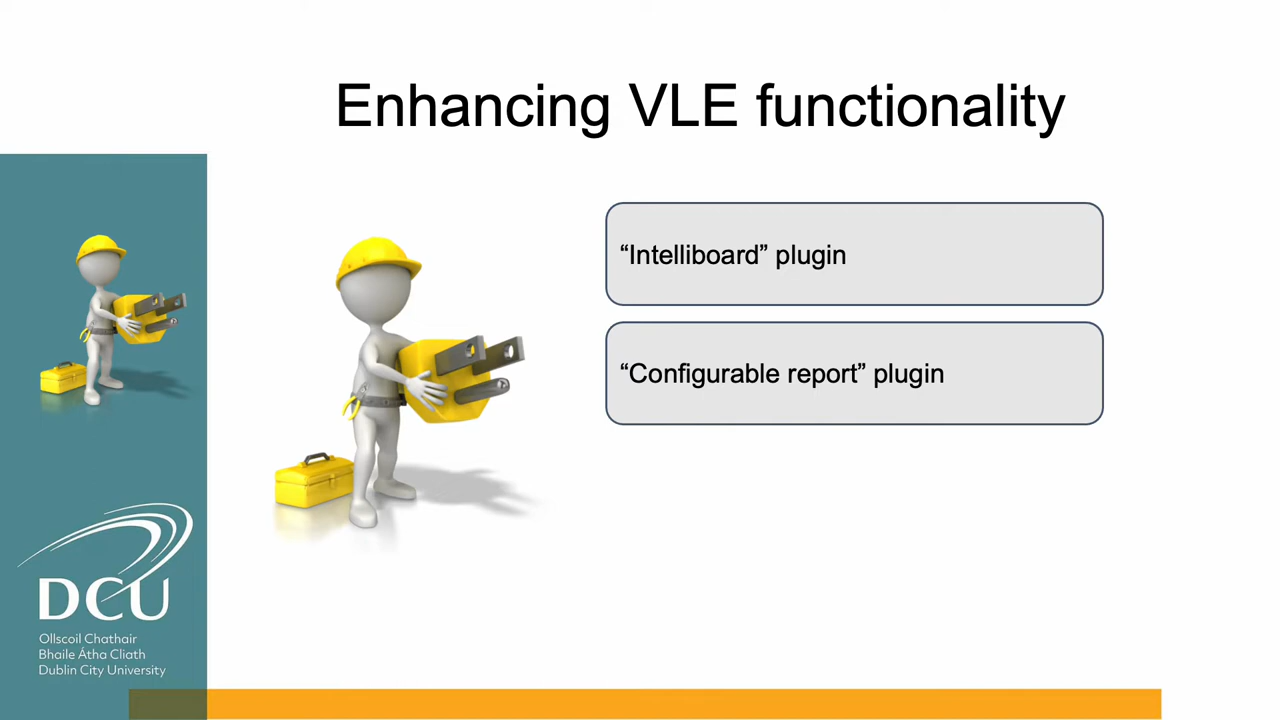 Enhancing VLE functionality
“Intelliboard” plugin
“Configurable report” plugin
DCU
Ollscoil Chathair
Bhaile Átha Cliath
Dublin City University